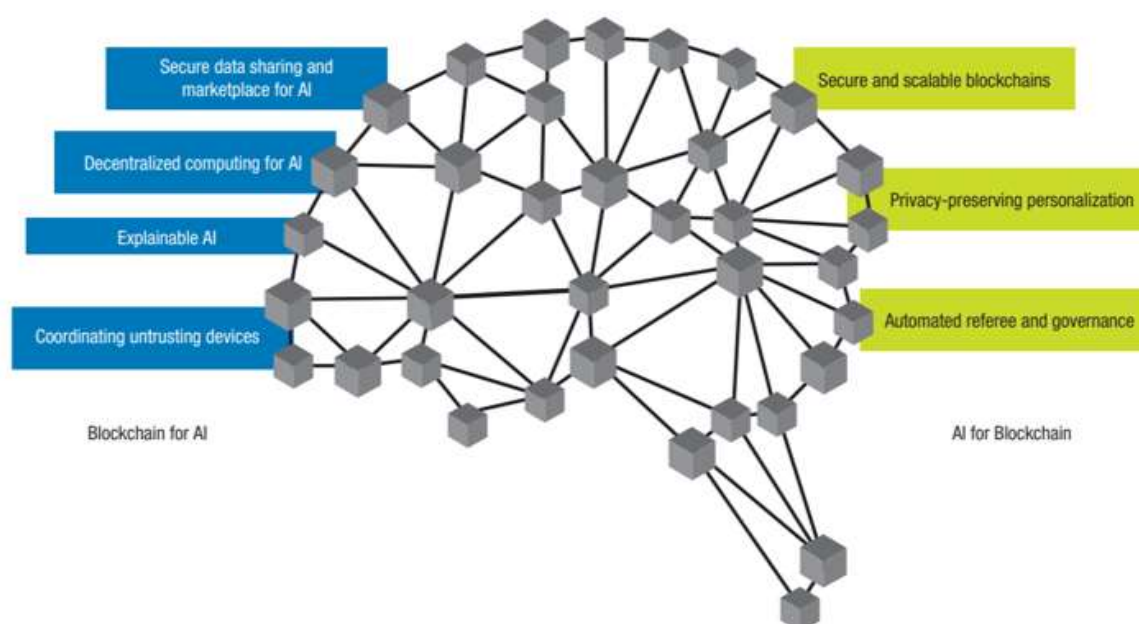 Secure data sharing and
marketplace for AI
Decentralized computing for AI
Explainable AI
Coordinating untrusting devices
Blockchain for AI
Secure and scalable blockchains
Privacy-preserving personalization
Automated referee and governance
AI for Blockchain